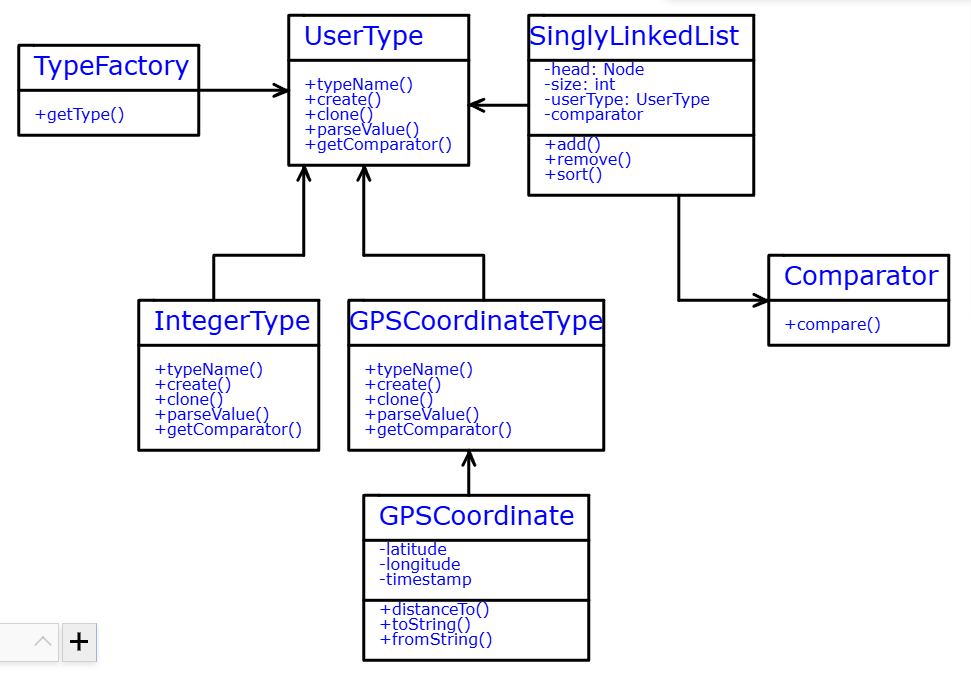 TypeFactory
+getType()
UserType
+typeName()
+create()
+clone()
+parseValue()
+getComparator()
SinglyLinkedList
-head: Node
-size: int
-userType: UserType
-comparator
+add()
+remove()
+sort()
Comparator
+compare()
IntegerType
+typeName()
+create()
+clone()
+parseValue()
+getComparator()
GPSCoordinateType
+typeName()
+create()
+clone()
+parseValue()
+getComparator()
GPSCoordinate
-latitude
-longitude
-timestamp
+distanceTo()
+toString()
+fromString()